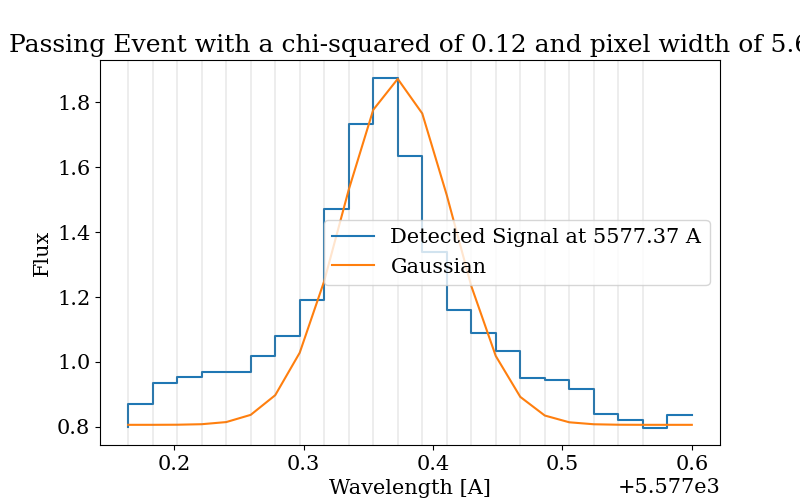 Passing Event with a chi-squared of 0.12 and pixel width of 5.6
Flux
1.8
1.6
1.4
1.2
1.0
0.8
Detected Signal at 5577.37 A
Gaussian
0.2 0.3 0.4 0.5 0.6
Wavelength [A]
+5.577e3